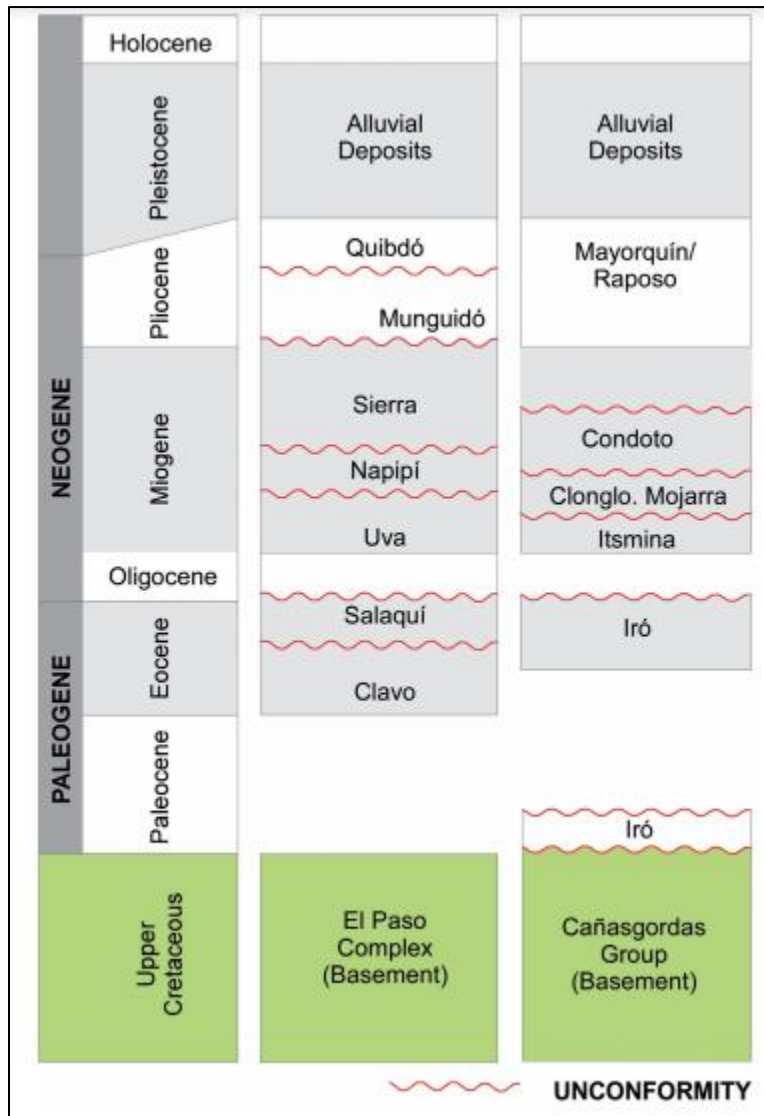 Holocene
Pleistocene
Pliocene
Miogene
Oligocene
Eocene
Paleocene
Upper
Cretaceous
NEOGENE
PALEOGENE
Alluvial
Deposits
Quibdó
Munguidó
Sierra
Napipí
Uva
Salaquí
Clavo
El Paso
Complex
(Basement)
Alluvial
Deposits
Mayorquín/
Raposo
Condoto
Clonglo. Mojarra
Itsmina
Iró
Iró
Cañasgordas
Group
(Basement)
UNCONFORMITY